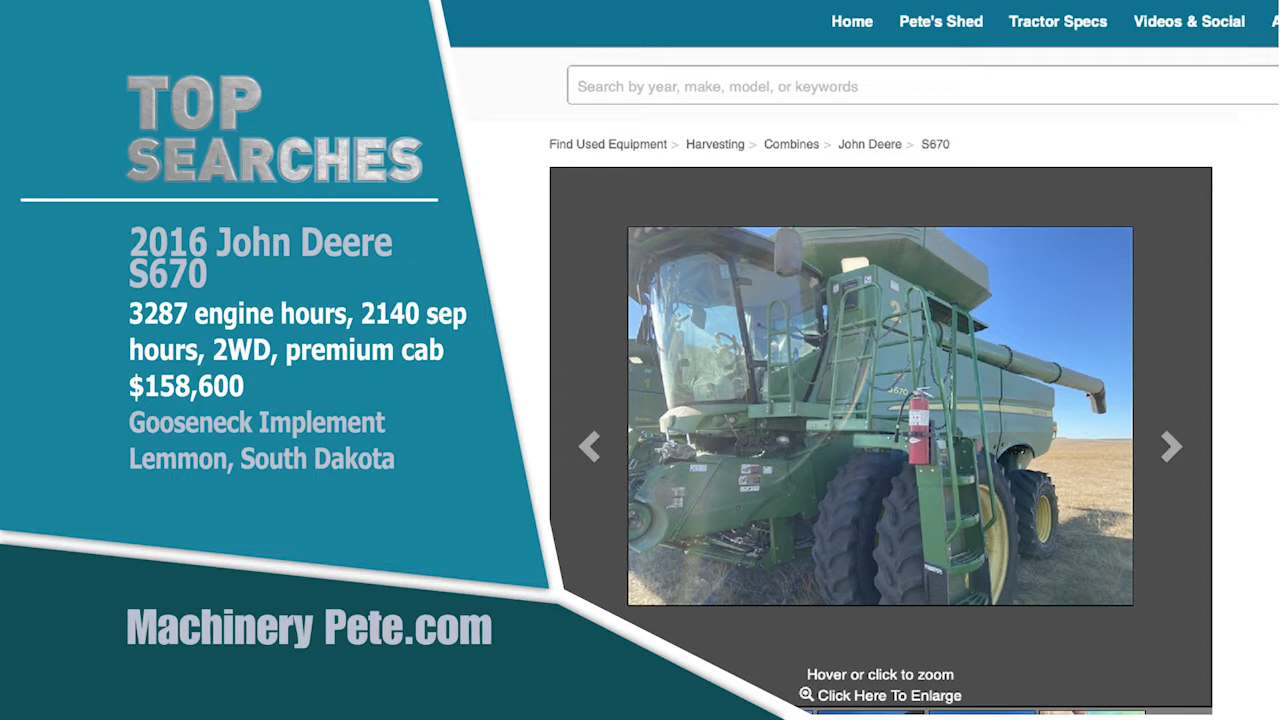 TOP
SEARCHES
2016 John Deere
S670
3287 engine hours, 2140 sep
hours, 2WD, premium cab
$158,600
Gooseneck Implement
Lemmon, South Dakota
Machinery Pete.com
Home Pete's Shed Tractor Specs Videos & Social A
Search by year, make, model, or keywords
Find Used Equipment > Harvesting > Combines > John Deere > S670
S670
Hover or click to zoom
Click Here To Enlarge